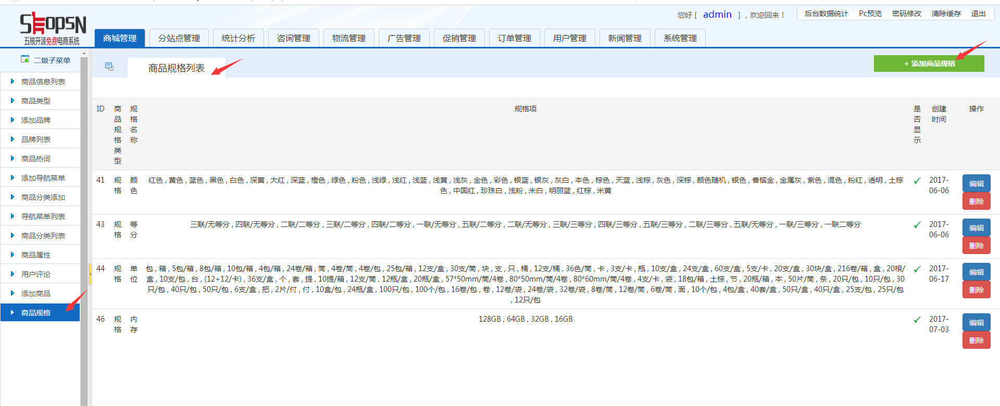 SHOPSN
五核开源免费电商系统
您好 [ admin ] , 欢迎回来！
后台数据统计 Pc预览 密码修改 清除缓存 退出
商城管理 分站点管理 统计分析 咨询管理 物流管理 广告管理 促销管理 订单管理 用户管理 新闻管理 系统管理
二级子菜单
商品信息列表
商品类型
添加品牌
品牌列表
商品热词
添加导航菜单
商品分类添加
导航菜单列表
商品分类列表
商品属性
用户评论
添加商品
商品规格
商品规格列表
+ 添加商品规格
ID 商品规格类型 规格名称 规格项 是否显示 创建时间 操作
41 规格 颜色 红色 , 黄色 , 蓝色 , 黑色 , 白色 , 深黄 , 大红 , 深蓝 , 橙色 , 绿色 , 粉色 , 浅绿 , 浅红 , 浅蓝 , 浅黄 , 浅灰 , 金色 , 彩色 , 银蓝 , 银灰 , 灰白 , 本色 , 棕色 , 天蓝 , 浅棕 , 灰色 , 深棕 , 颜色随机 , 银色 , 香槟金 , 金属灰 , 紫色 , 混色 , 粉红 , 透明 , 土棕
色 , 中国红 , 珍珠白 , 浅粉 , 米白 , 明丽蓝 , 红棕 , 米黄
✓ 2017-06-06 编辑
删除
43 规格 等分 三联/无等分 , 四联/无等分 , 二联/二等分 , 三联/二等分 , 四联/二等分 , 一联/无等分 , 五联/二等分 , 二联/无等分 , 三联/三等分 , 四联/三等分 , 五联/三等分 , 二联/三等分 , 五联/无等分 , 一联/三等分 , 一联二等分
✓ 2017-06-06 编辑
删除
44 规格 单位 包 , 箱 , 5包/箱 , 8包/箱 , 10包/箱 , 4包/箱 , 24卷/箱 , 筒 , 4卷/筒 , 4卷/包 , 25包/箱 , 12支/盒 , 30支/筒 , 块 , 支 , 只 , 桶 , 12支/桶 , 36色/筒 , 卡 , 3支/卡 , 瓶 , 10支/盒 , 24支/盒 , 60支/盒 , 5支/卡 , 20支/盒 , 30块/盒 , 216卷/箱 , 盒 , 20根/
盒 , 10支/包 , 台 , (12+12/卡) , 36支/盒 , 个 , 套 , 提 , 10提/箱 , 12支/筒 , 12瓶/盒 , 20瓶/盒 , 57*50mm/筒/4卷 , 80*50mm/筒/4卷 , 80*60mm/筒/4卷 , 4支/卡 , 袋 , 18包/箱 , 土棕 , 节 , 20瓶/箱 , 本 , 50片/筒 , 条 , 20只/包 , 10只/包 , 30
只/包 , 40只/包 , 50只/包 , 6支/盒 , 把 , 2片/付 , 付 , 10盒/包 , 24瓶/盒 , 100只/包 , 100个/包 , 16卷/包 , 卷 , 12卷/袋 , 24卷/袋 , 32卷/袋 , 8卷/筒 , 12卷/筒 , 6卷/筒 , 面 , 10个/包 , 4包/盒 , 40套/盒 , 50只/盒 , 40只/盒 , 25支/包 , 25只/包
, 12只/包
✓ 2017-06-17 编辑
删除
46 规格 内存 128GB , 64GB , 32GB , 16GB ✓ 2017-07-03 编辑
删除